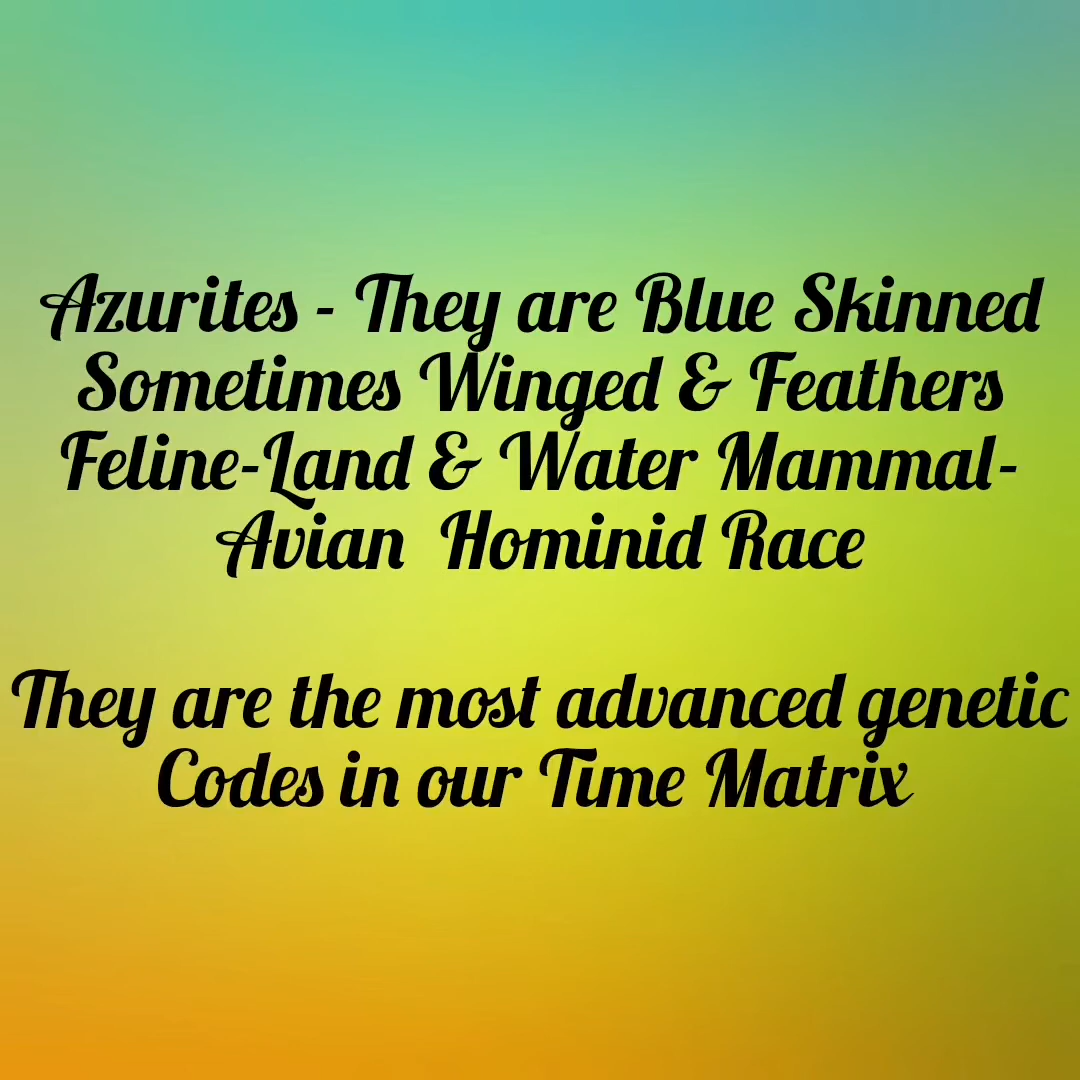 Azurites - They are Blue Skinned
Sometimes Winged & Feathers
Feline-Land & Water Mammal-
Avian  Hominid Race
They are the most advanced genetic
Codes in our Time Matrix